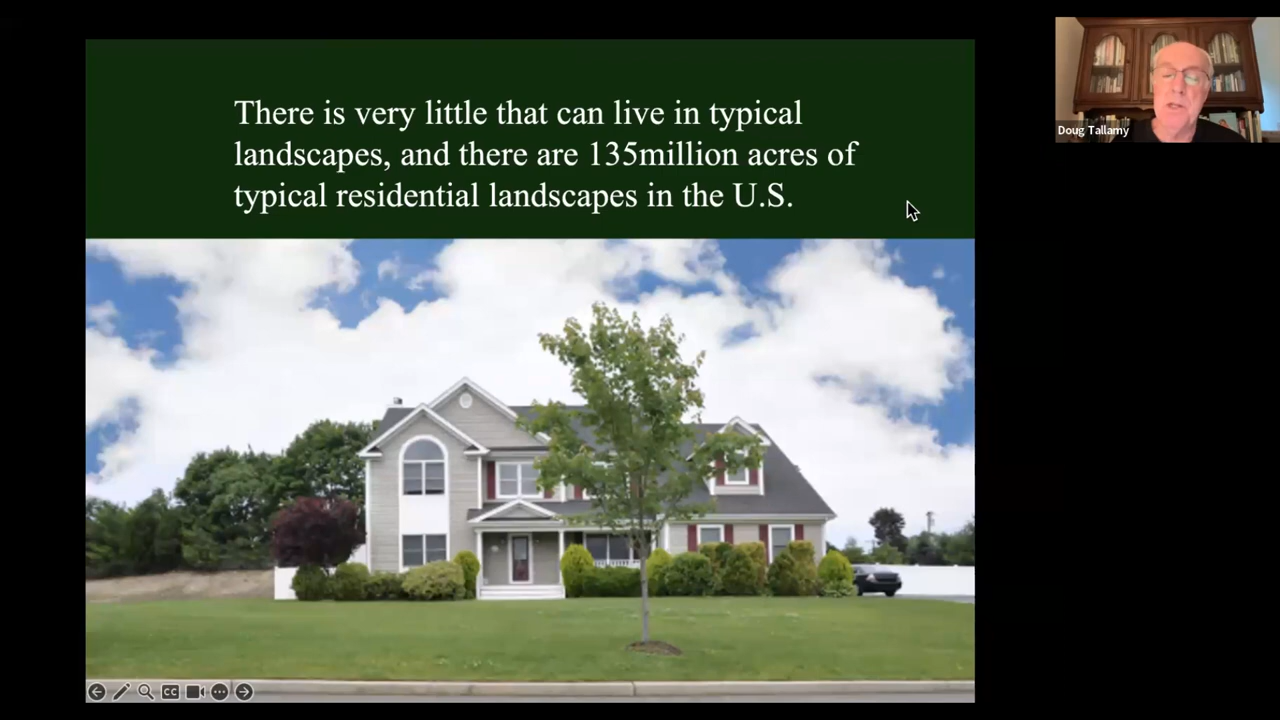 There is very little that can live in typical
landscapes, and there are 135million acres of
typical residential landscapes in the U.S.
Doug Tallamy
CC